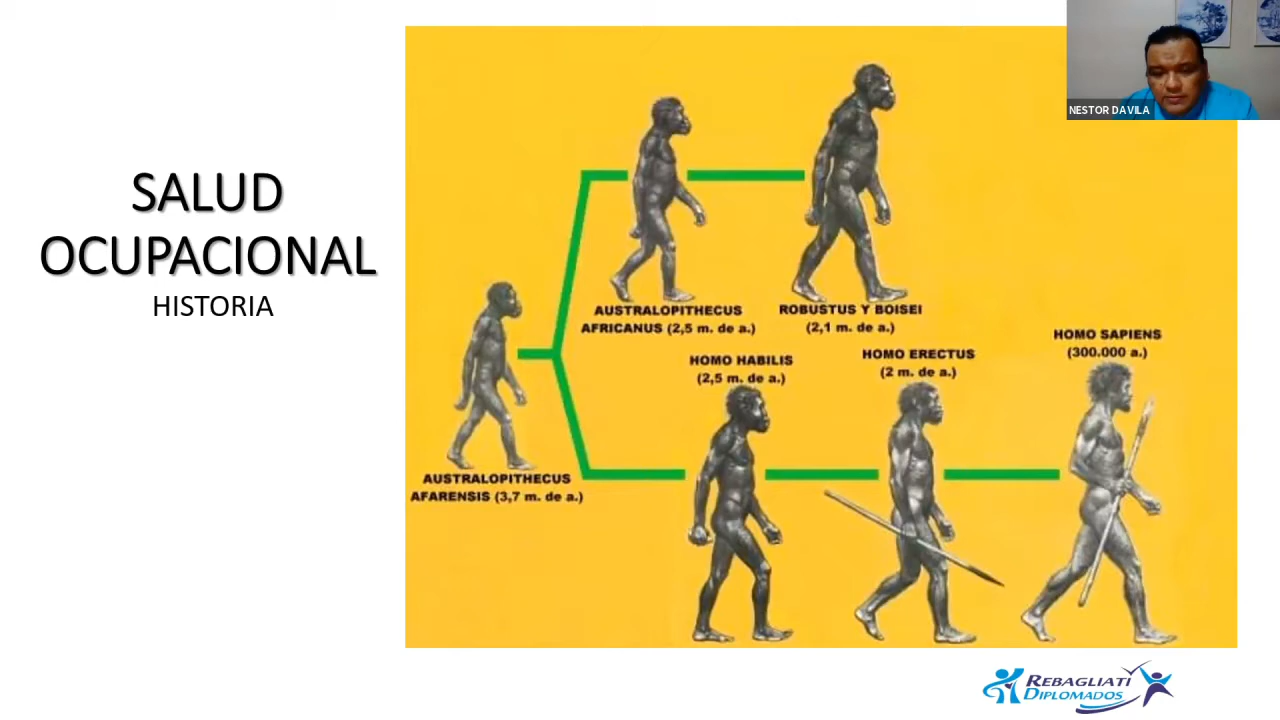 SALUD
OCUPACIONAL
HISTORIA
NESTOR DAVILA
AUSTRALOPITHECUS
AFRICANUS (2,5 m. de a.)
ROBUSTUS Y BOISEI
(2,1 m. de a.)
HOMO HABILIS
(2,5 m. de a.)
HOMO ERECTUS
(2 m. de a.)
HOMO SAPIENS
(300.000 a.)
AUSTRALOPITHECUS
AFARENSIS (3,7 m. de a.)
REBAGLIATI
DIPLOMADOS